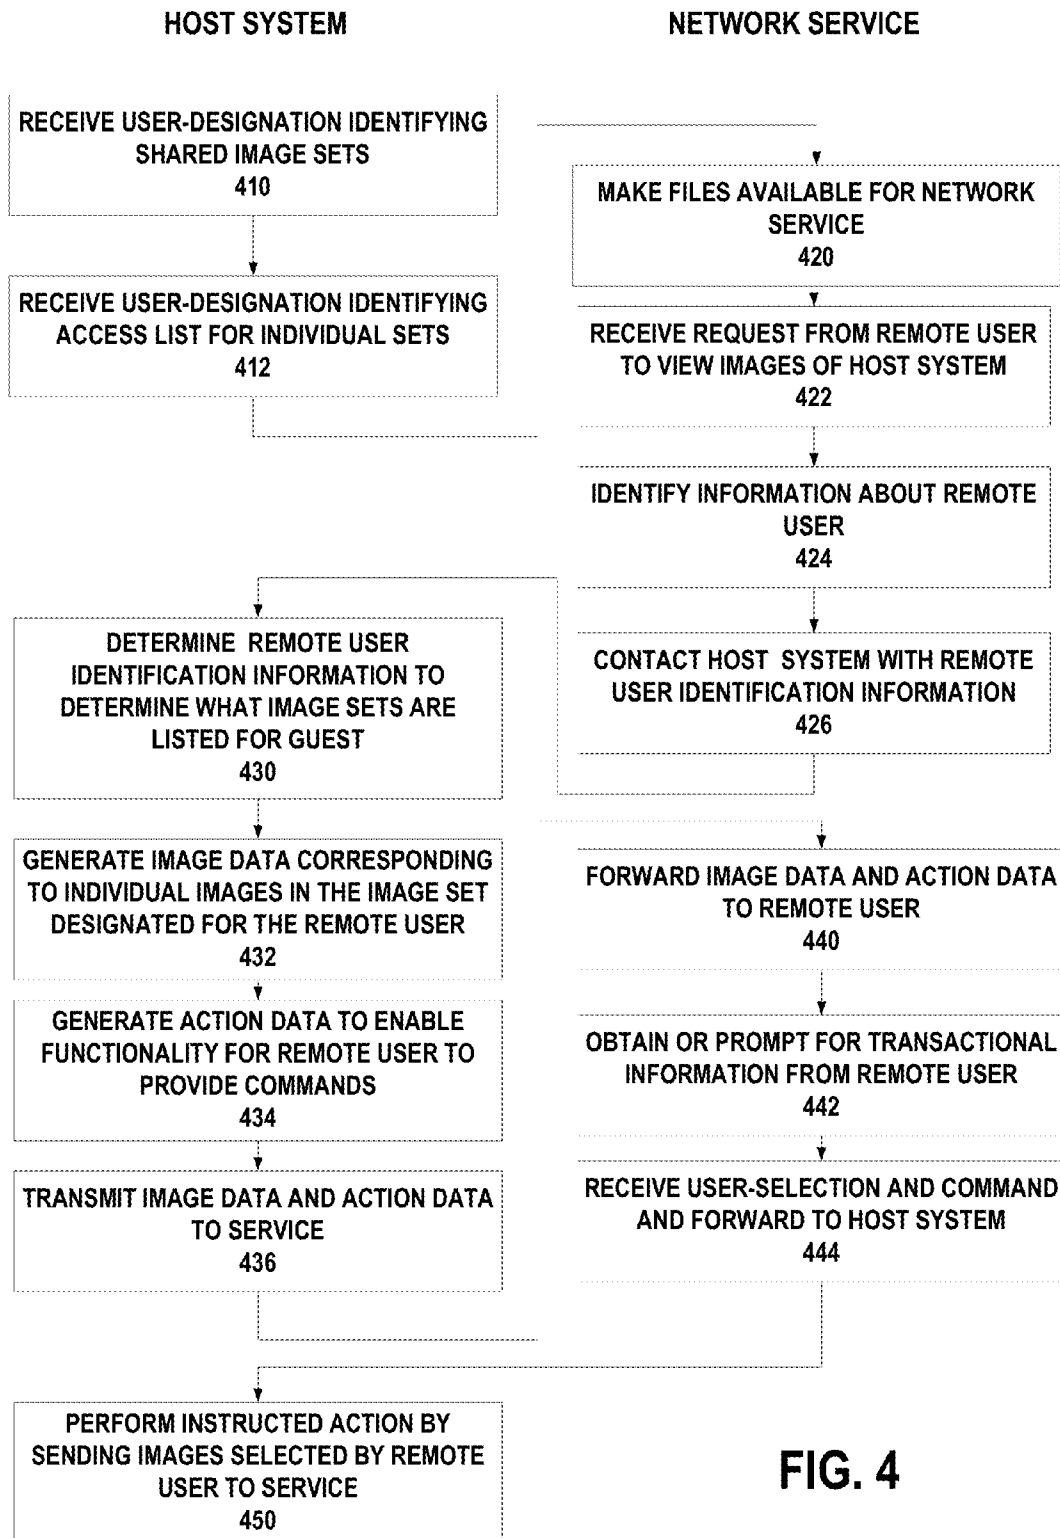 HOST SYSTEM
NETWORK SERVICE
RECEIVE USER-DESIGNATION IDENTIFYING
SHARED IMAGE SETS
410
RECEIVE USER-DESIGNATION IDENTIFYING
ACCESS LIST FOR INDIVIDUAL SETS
412
MAKE FILES AVAILABLE FOR NETWORK
SERVICE
420
RECEIVE REQUEST FROM REMOTE USER
TO VIEW IMAGES OF HOST SYSTEM
422
IDENTIFY INFORMATION ABOUT REMOTE
USER
424
CONTACT HOST SYSTEM WITH REMOTE
USER IDENTIFICATION INFORMATION
426
DETERMINE REMOTE USER
IDENTIFICATION INFORMATION TO
DETERMINE WHAT IMAGE SETS ARE
LISTED FOR GUEST
430
GENERATE IMAGE DATA CORRESPONDING
TO INDIVIDUAL IMAGES IN THE IMAGE SET
DESIGNATED FOR THE REMOTE USER
432
GENERATE ACTION DATA TO ENABLE
FUNCTIONALITY FOR REMOTE USER TO
PROVIDE COMMANDS
434
TRANSMIT IMAGE DATA AND ACTION DATA
TO SERVICE
436
FORWARD IMAGE DATA AND ACTION DATA
TO REMOTE USER
440
OBTAIN OR PROMPT FOR TRANSACTIONAL
INFORMATION FROM REMOTE USER
442
RECEIVE USER-SELECTION AND COMMAND
AND FORWARD TO HOST SYSTEM
444
PERFORM INSTRUCTED ACTION BY
SENDING IMAGES SELECTED BY REMOTE
USER TO SERVICE
450
FIG. 4